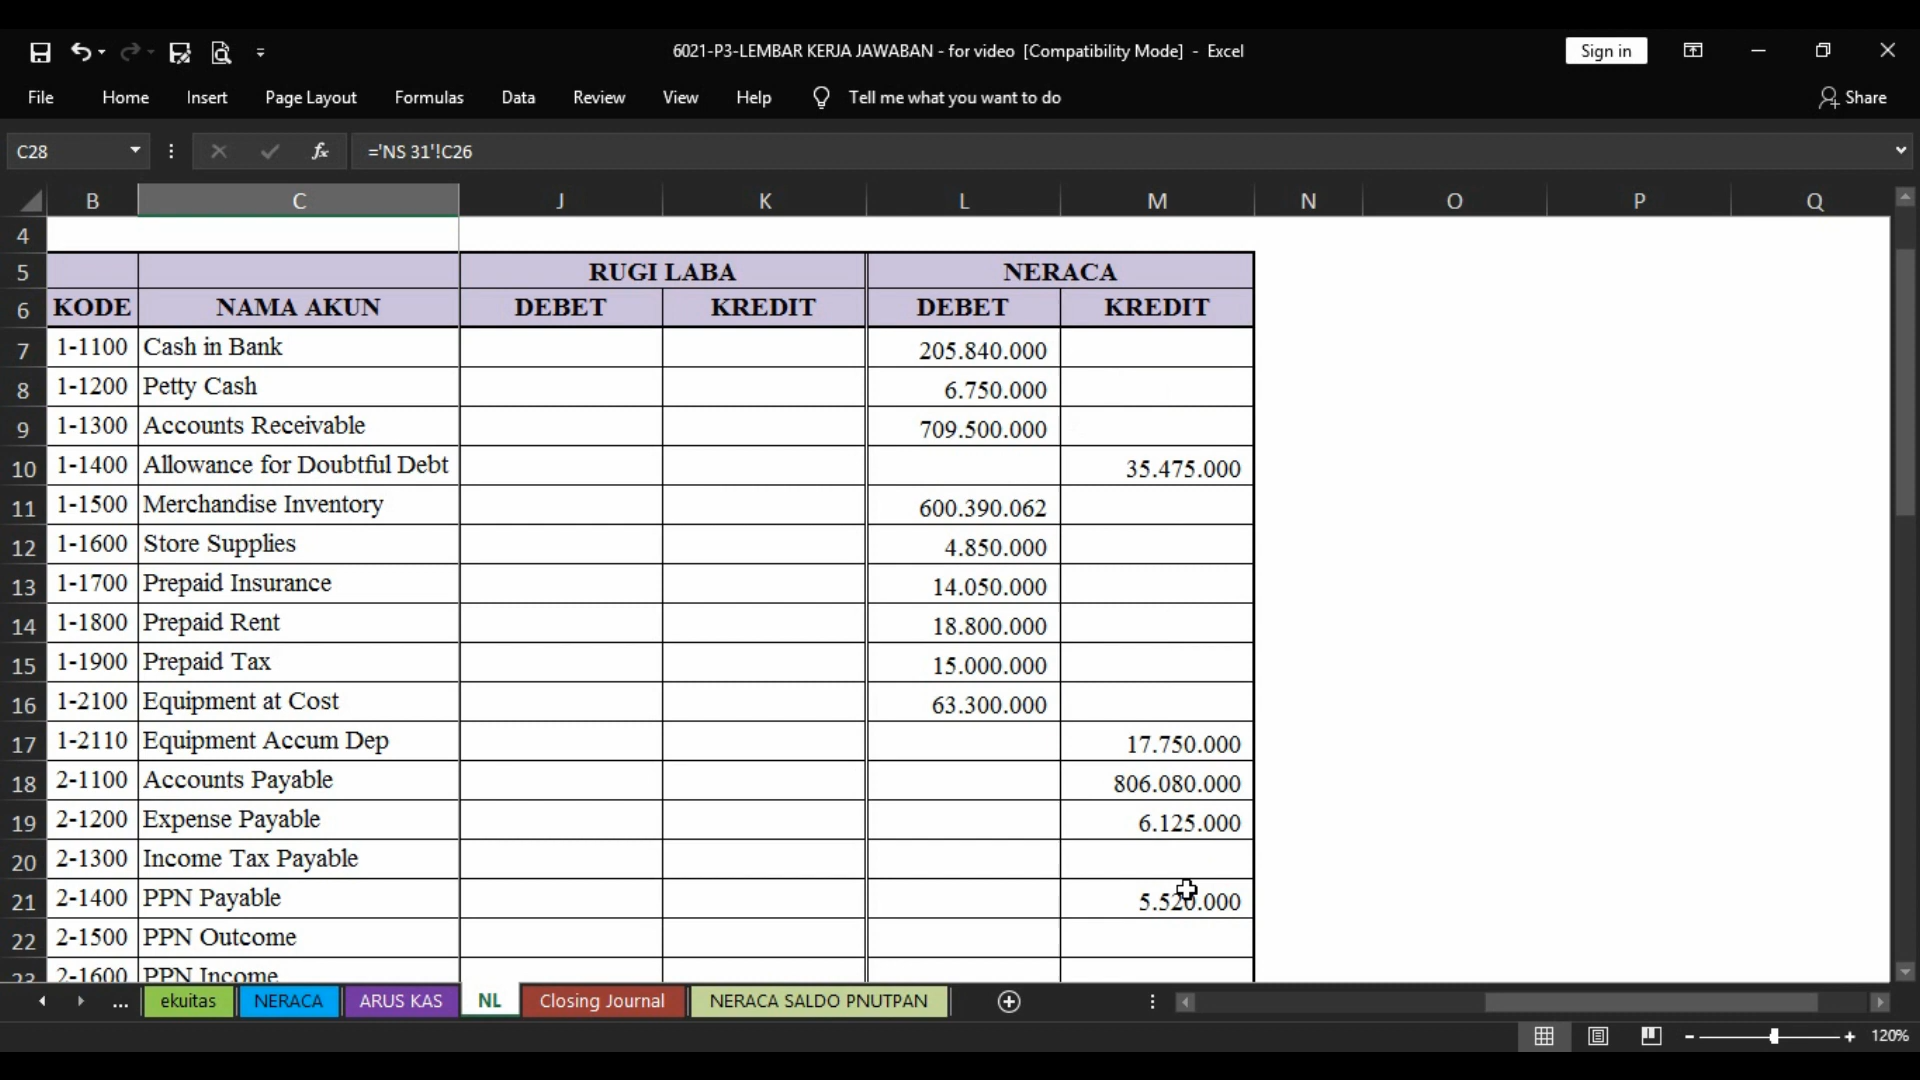 6021-P3-LEMBAR KERJA JAWABAN - for video [Compatibility Mode] - Excel
Sign in
File Home Insert Page Layout Formulas Data Review View Help Tell me what you want to do Share
C28 fx ='NS 31'!C26
B C J K L M N O P Q
4
5 RUGI LABA NERACA
6 KODE NAMA AKUN DEBET KREDIT DEBET KREDIT
7 1-1100 Cash in Bank 205.840.000
8 1-1200 Petty Cash 6.750.000
9 1-1300 Accounts Receivable 709.500.000
10 1-1400 Allowance for Doubtful Debt 35.475.000
11 1-1500 Merchandise Inventory 600.390.062
12 1-1600 Store Supplies 4.850.000
13 1-1700 Prepaid Insurance 14.050.000
14 1-1800 Prepaid Rent 18.800.000
15 1-1900 Prepaid Tax 15.000.000
16 1-2100 Equipment at Cost 63.300.000
17 1-2110 Equipment Accum Dep 17.750.000
18 2-1100 Accounts Payable 806.080.000
19 2-1200 Expense Payable 6.125.000
20 2-1300 Income Tax Payable
21 2-1400 PPN Payable 5.520.000
22 2-1500 PPN Outcome
23 2-1600 PPN Income
... ekuitas NERACA ARUS KAS NL Closing Journal NERACA SALDO PNUTPAN
120%